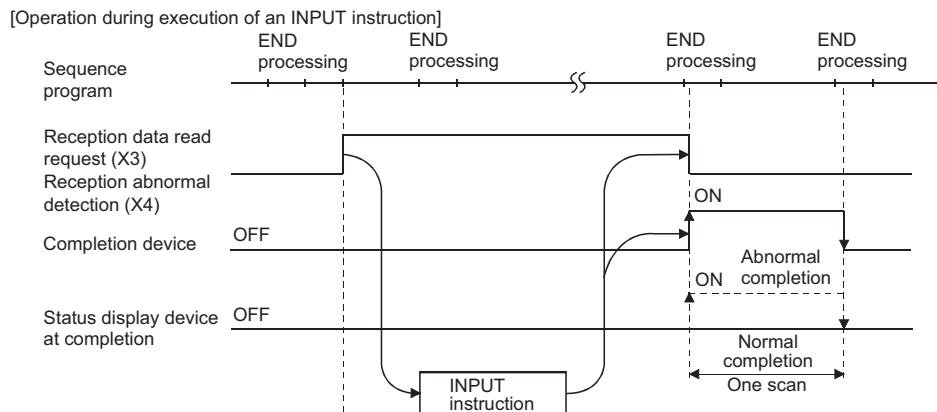 [Operation during execution of an INPUT instruction]
END
processing
END
processing
END
processing
END
processing
Sequence
program
Reception data read
request (X3)
Reception abnormal
detection (X4)
ON
Completion device
OFF
Abnormal
completion
ON
Status display device
at completion
OFF
Normal
completion
One scan
INPUT
instruction